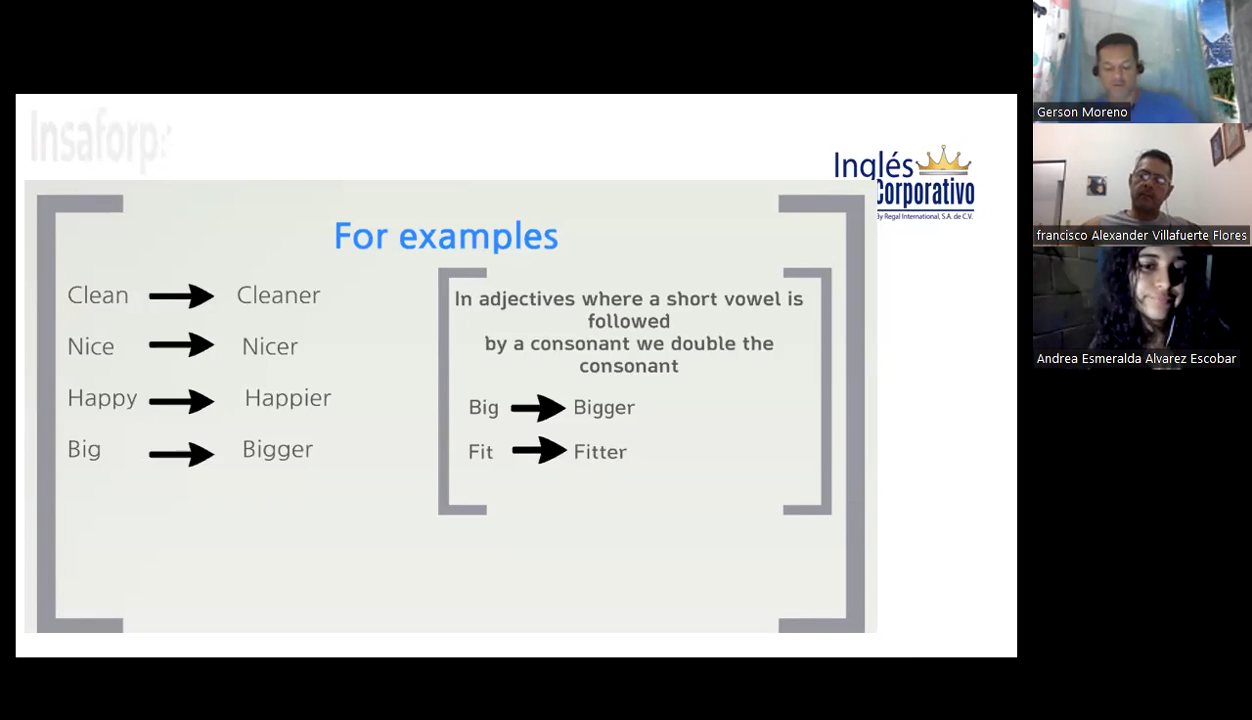 Insaforp
Inglés
Corporativo
by Regal International, S.A. de C.V.
For examples
Clean Cleaner
Nice Nicer
Happy Happier
Big Bigger
In adjectives where a short vowel is
followed
by a consonant we double the
consonant
Big Bigger
Fit Fitter
Gerson Moreno
francisco Alexander Villafuerte Flores
Andrea Esmeralda Alvarez Escobar